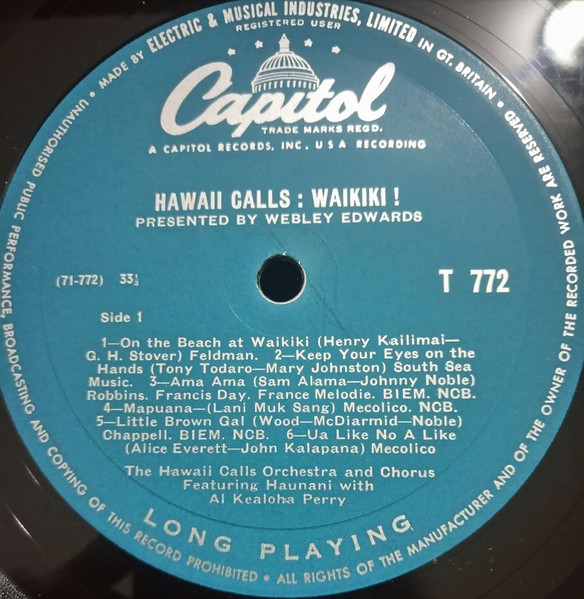 MADE BY ELECTRIC & MUSICAL INDUSTRIES, LIMITED IN GT. BRITAIN •
REGISTERED USER
Capitol
TRADE MARKS REGD.
A CAPITOL RECORDS, INC., U S A RECORDING
HAWAII CALLS : WAIKIKI !
PRESENTED BY WEBLEY EDWARDS
(71-772) 33⅓
T 772
Side 1
1—On the Beach at Waikiki (Henry Kailimai—
G. H. Stover) Feldman. 2—Keep Your Eyes on the
Hands (Tony Todaro—Mary Johnston) South Sea
Music. 3—Ama Ama (Sam Alama—Johnny Noble)
Robbins. Francis Day. France Melodie. BIEM. NCB.
4—Mapuana—(Lani Muk Sang) Mecolico. NCB.
5—Little Brown Gal (Wood—McDiarmid—Noble)
Chappell. BIEM. NCB. 6—Ua Like No A Like
(Alice Everett—John Kalapana) Mecolico
The Hawaii Calls Orchestra and Chorus
Featuring Haunani with
Al Kealoha Perry
LONG PLAYING
UNAUTHORISED PUBLIC PERFORMANCE, BROADCASTING AND COPYING OF THIS RECORD PROHIBITED • ALL RIGHTS OF THE MANUFACTURER AND OF THE OWNER OF THE RECORDED WORK ARE RESERVED •